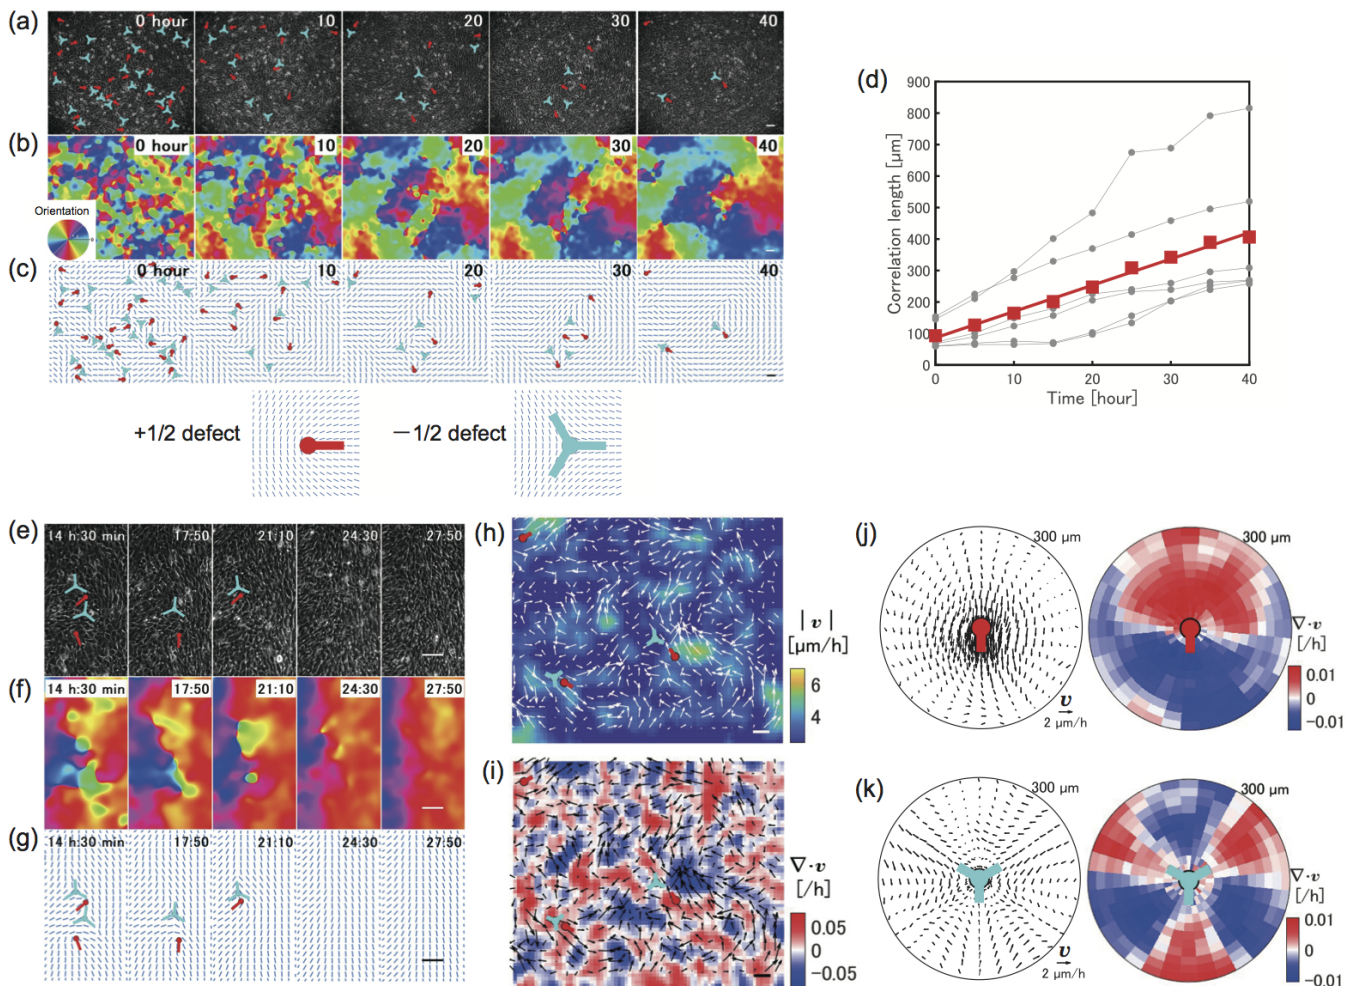 (a)
0 hour 10 20 30 40
(b)
0 hour 10 20 30 40
Orientation
(c)
0 hour 10 20 30 40
+1/2 defect
−1/2 defect
(d)
Correlation length [μm]
900
800
700
600
500
400
300
200
100
0
0 10 20 30 40
Time [hour]
(e)
14 h:30 min 17:50 21:10 24:30 27:50
(f)
14 h:30 min 17:50 21:10 24:30 27:50
(g)
14 h:30 min 17:50 21:10 24:30 27:50
(h)
|v|
[μm/h]
6
4
(i)
∇·v
[/h]
0.05
0
−0.05
(j)
300 μm
v
2 μm/h
300 μm
∇·v
[/h]
0.01
0
−0.01
(k)
300 μm
v
2 μm/h
300 μm
∇·v
[/h]
0.01
0
−0.01